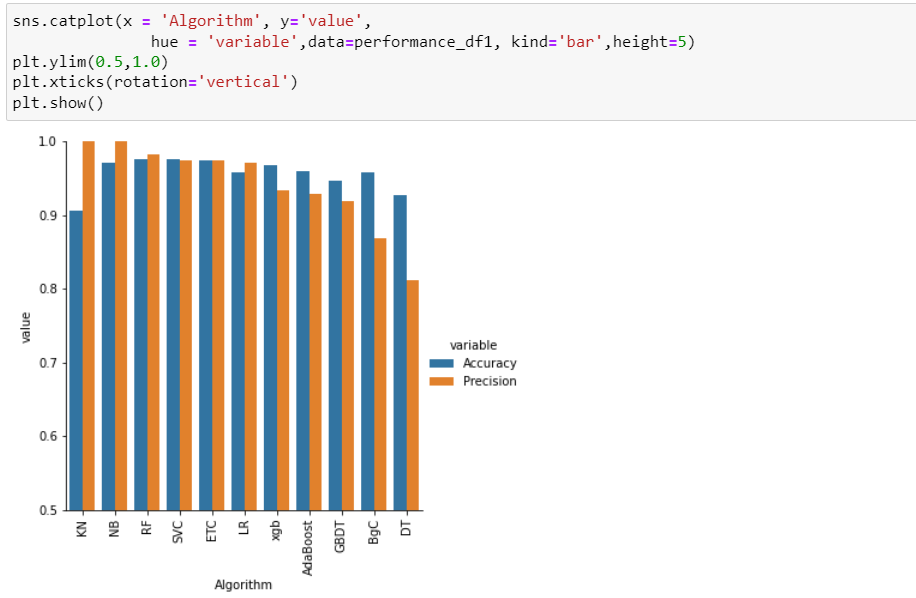 sns.catplot(x = 'Algorithm', y='value',
hue = 'variable',data=performance_df1, kind='bar',height=5)
plt.ylim(0.5,1.0)
plt.xticks(rotation='vertical')
plt.show()
1.0
0.9
0.8
0.7
0.6
0.5
value
variable
Accuracy
Precision
KN NB RF SVC ETC LR xgb AdaBoost GBDT BgC DT
Algorithm